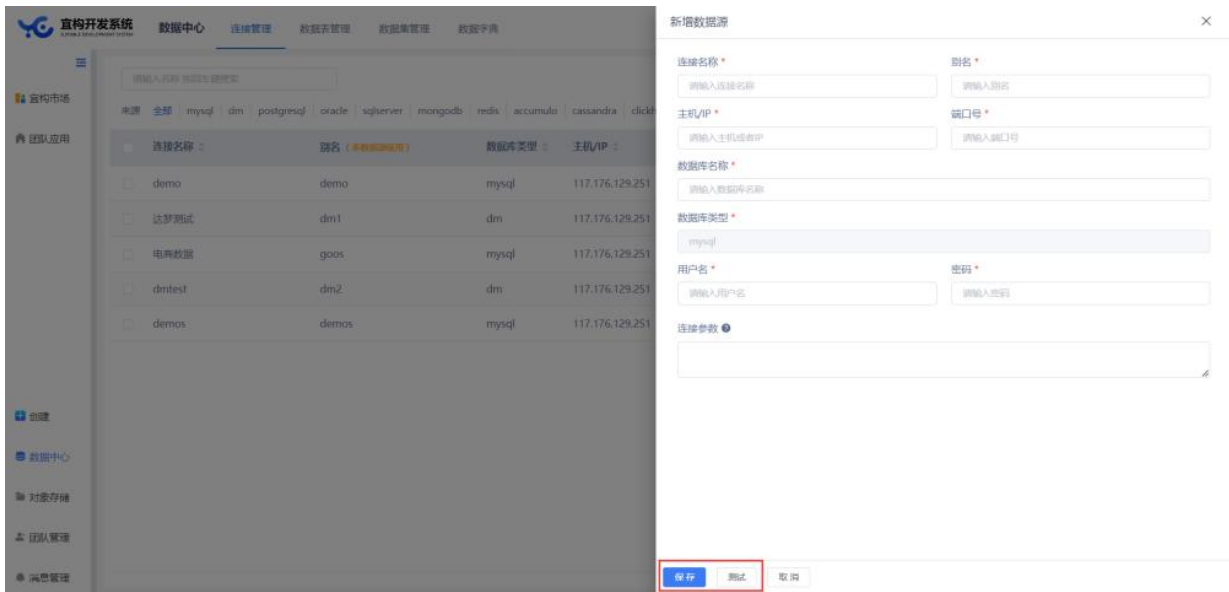 宜构开发系统
数据中心 连接管理 数据表管理 数据集管理 数据字典
宜构市场
团队应用
创建
数据中心
对象存储
团队管理
消息管理
来源 全部 mysql dm postgresql oracle sqlserver mongodb redis accumulo cassandra clickh
连接名称 别名(多数据源使用) 数据库类型 主机/IP
demo demo mysql 117.176.129.251
达梦测试 dm1 dm 117.176.129.251
电商数据 goos mysql 117.176.129.251
dmtest dm2 dm 117.176.129.251
demos demos mysql 117.176.129.251
新增数据源
连接名称 * 别名 *
请输入连接名称 请输入别名
主机/IP * 端口号 *
请输入主机或者IP 请输入端口号
数据库名称 *
请输入数据库名称
数据库类型 *
mysql
用户名 * 密码 *
请输入用户名 请输入密码
连接参数
保存 测试 取消